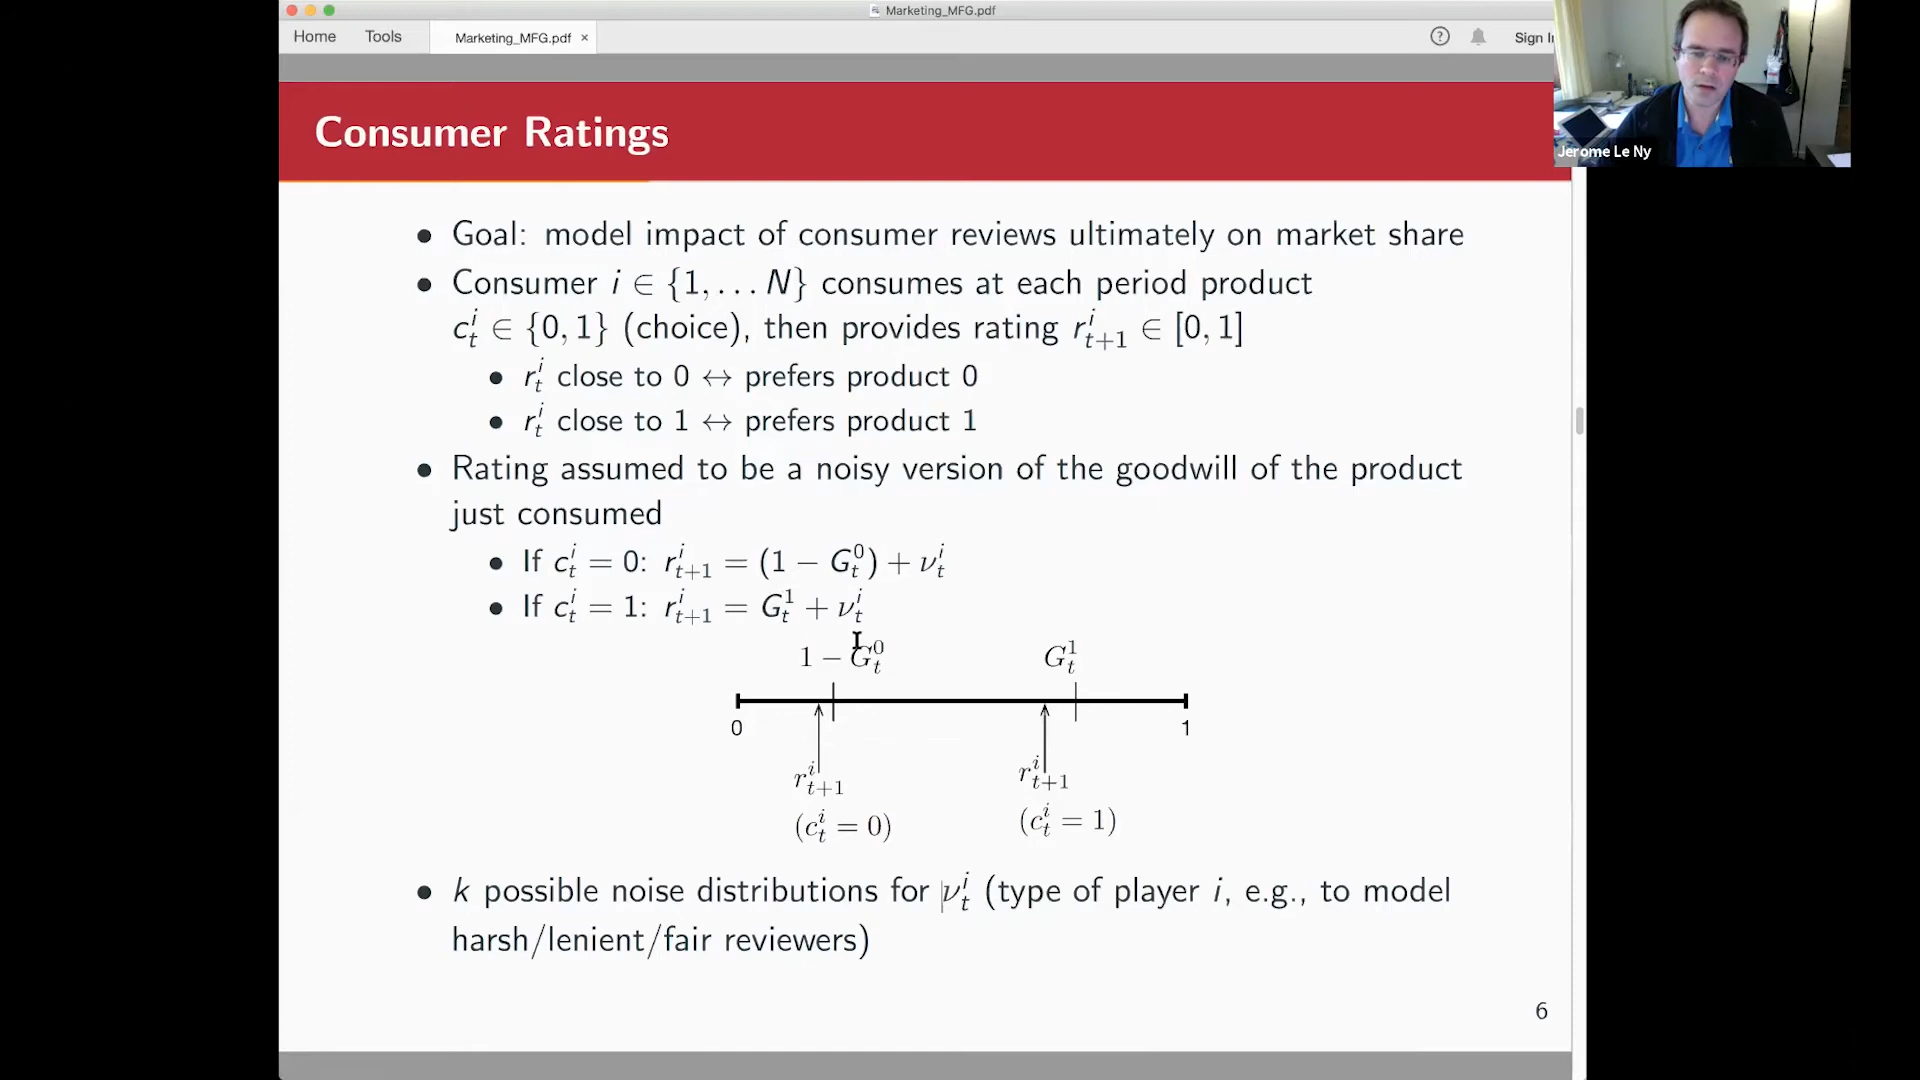 Marketing_MFG.pdf
Home Tools Marketing_MFG.pdf × Sign In
Jerome Le Ny
Consumer Ratings
• Goal: model impact of consumer reviews ultimately on market share
• Consumer i ∈ {1, . . . N} consumes at each period product
c_t^i ∈ {0, 1} (choice), then provides rating r_{t+1}^i ∈ [0, 1]
• r_t^i close to 0 ↔ prefers product 0
• r_t^i close to 1 ↔ prefers product 1
• Rating assumed to be a noisy version of the goodwill of the product
just consumed
• If c_t^i = 0: r_{t+1}^i = (1 − G_t^0) + ν_t^i
• If c_t^i = 1: r_{t+1}^i = G_t^1 + ν_t^i
1 − G_t^0 G_t^1
0 1
r_{t+1}^i r_{t+1}^i
(c_t^i = 0) (c_t^i = 1)
• k possible noise distributions for ν_t^i (type of player i, e.g., to model
harsh/lenient/fair reviewers)
6